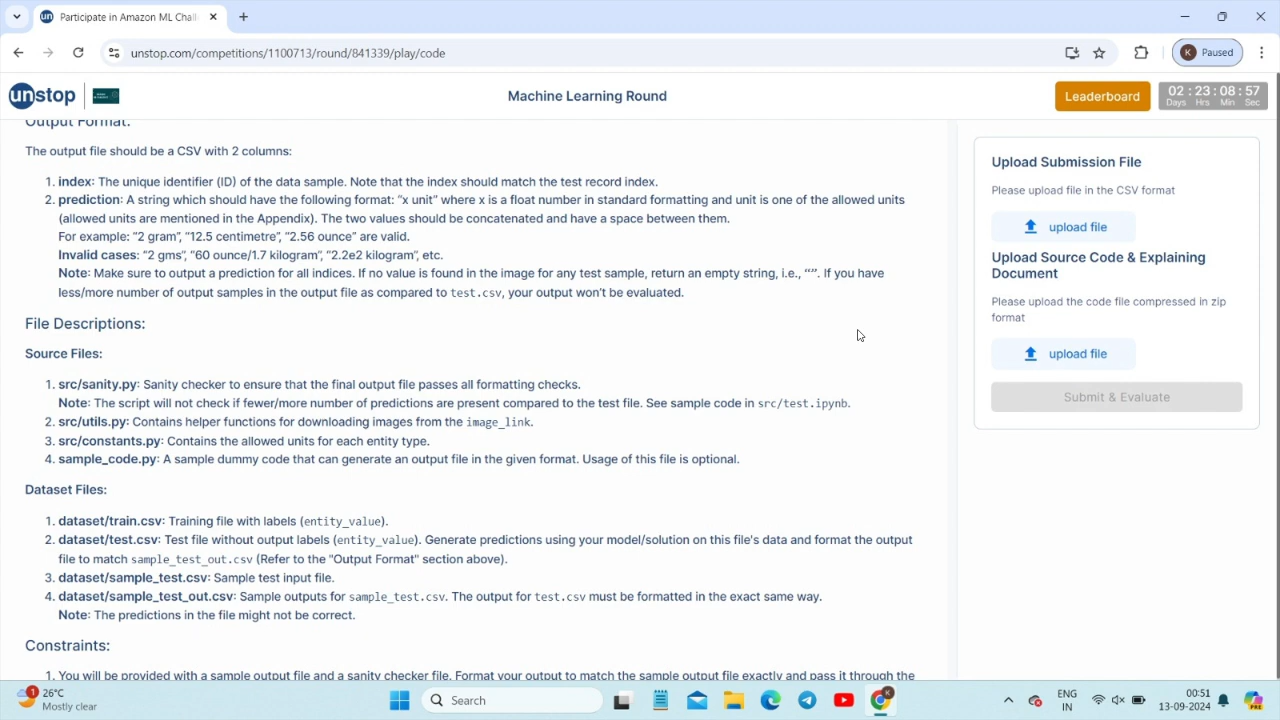 Participate in Amazon ML Chal
unstop.com/competitions/1100713/round/841339/play/code
K Paused
unstop
Machine Learning Round
Leaderboard
02 : 23 : 08 : 57
Days Hrs Min Sec
Output Format:
The output file should be a CSV with 2 columns:
1. index: The unique identifier (ID) of the data sample. Note that the index should match the test record index.
2. prediction: A string which should have the following format: “x unit” where x is a float number in standard formatting and unit is one of the allowed units
(allowed units are mentioned in the Appendix). The two values should be concatenated and have a space between them.
For example: “2 gram”, “12.5 centimetre”, “2.56 ounce” are valid.
Invalid cases: “2 gms”, “60 ounce/1.7 kilogram”, “2.2e2 kilogram”, etc.
Note: Make sure to output a prediction for all indices. If no value is found in the image for any test sample, return an empty string, i.e., “”. If you have
less/more number of output samples in the output file as compared to test.csv, your output won’t be evaluated.
File Descriptions:
Source Files:
1. src/sanity.py: Sanity checker to ensure that the final output file passes all formatting checks.
Note: The script will not check if fewer/more number of predictions are present compared to the test file. See sample code in src/test.ipynb.
2. src/utils.py: Contains helper functions for downloading images from the image_link.
3. src/constants.py: Contains the allowed units for each entity type.
4. sample_code.py: A sample dummy code that can generate an output file in the given format. Usage of this file is optional.
Dataset Files:
1. dataset/train.csv: Training file with labels (entity_value).
2. dataset/test.csv: Test file without output labels (entity_value). Generate predictions using your model/solution on this file's data and format the output
file to match sample_test_out.csv (Refer to the "Output Format" section above).
3. dataset/sample_test.csv: Sample test input file.
4. dataset/sample_test_out.csv: Sample outputs for sample_test.csv. The output for test.csv must be formatted in the exact same way.
Note: The predictions in the file might not be correct.
Constraints:
1. You will be provided with a sample output file and a sanity checker file. Format your output to match the sample output file exactly and pass it through the
Upload Submission File
Please upload file in the CSV format
upload file
Upload Source Code & Explaining
Document
Please upload the code file compressed in zip
format
upload file
Submit & Evaluate
1
26°C
Mostly clear
Search
K
ENG
IN
00:51
13-09-2024
PRE